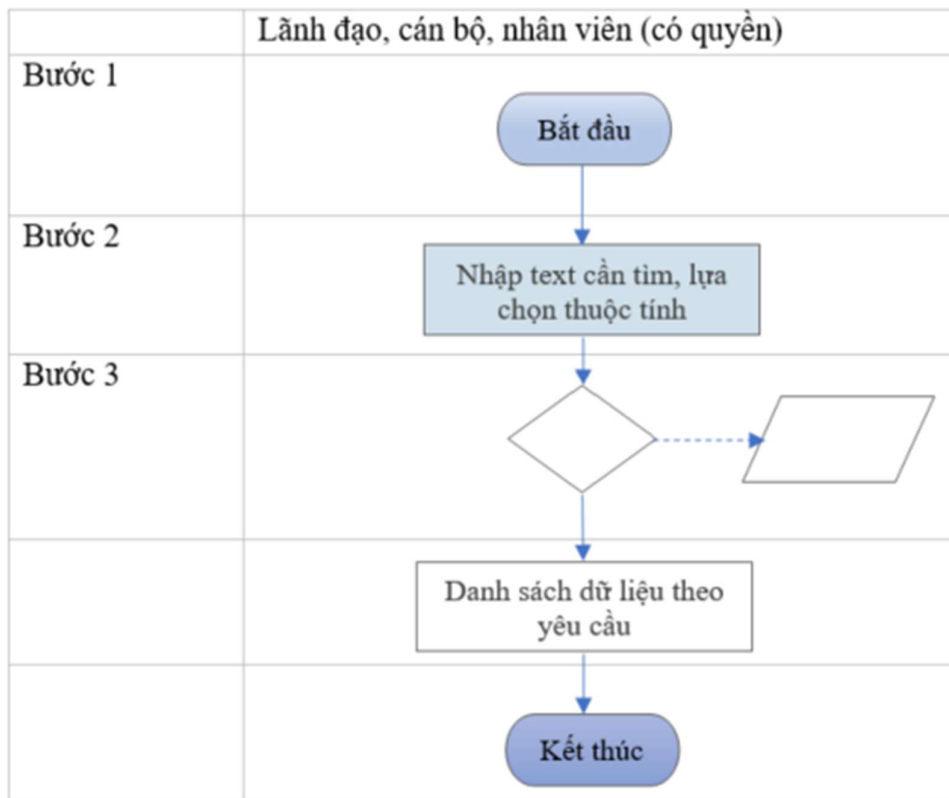 Lãnh đạo, cán bộ, nhân viên (có quyền)
Bước 1
Bắt đầu
Bước 2
Nhập text cần tìm, lựa
chọn thuộc tính
Bước 3
Danh sách dữ liệu theo
yêu cầu
Kết thúc